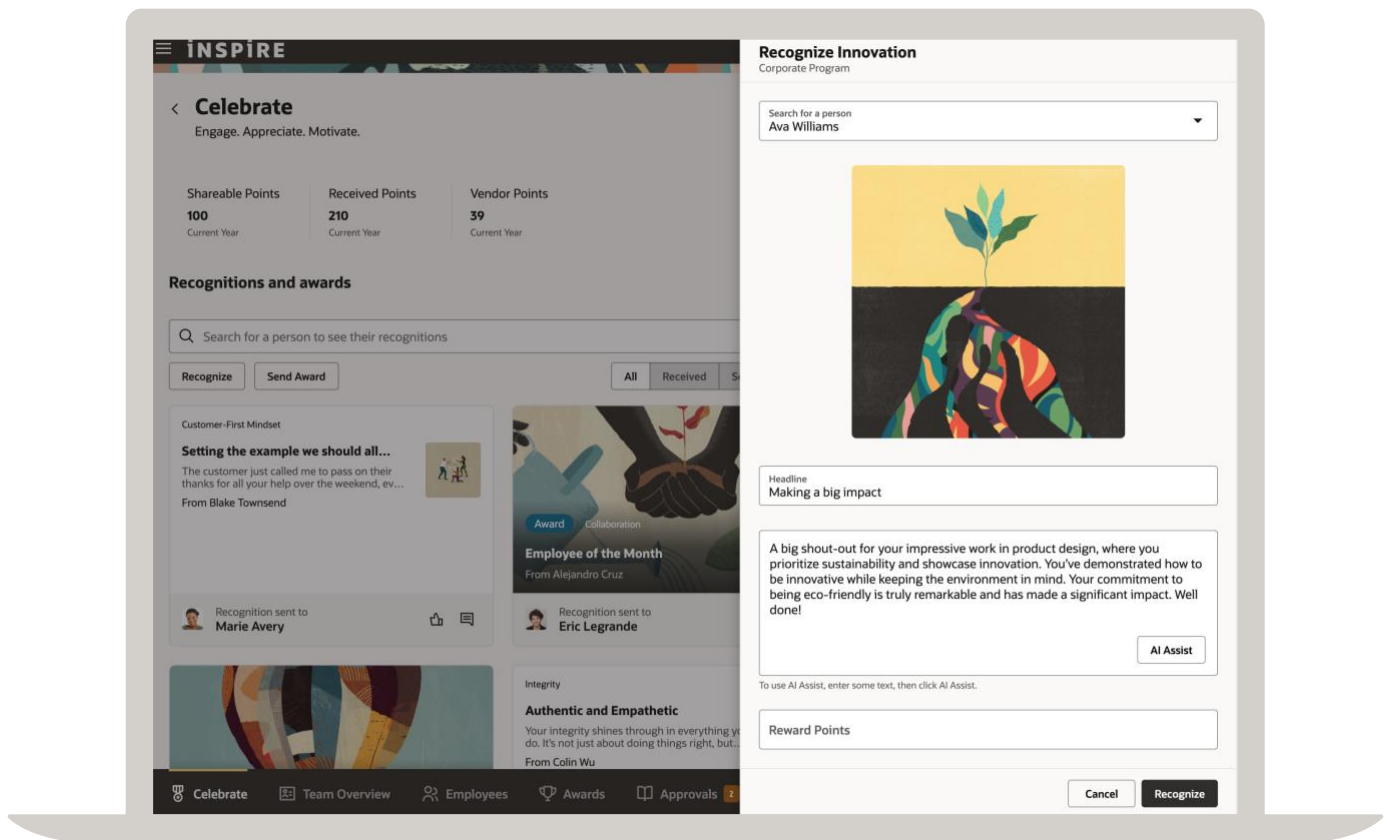 iNSPiRE
Celebrate
Engage. Appreciate. Motivate.
Shareable Points
100
Current Year
Received Points
210
Current Year
Vendor Points
39
Current Year
Recognitions and awards
Search for a person to see their recognitions
Recognize
Send Award
All
Received
Customer-First Mindset
Setting the example we should all...
The customer just called me to pass on their
thanks for all your help over the weekend, ev...
From Blake Townsend
Recognition sent to
Marie Avery
Award
Collaboration
Employee of the Month
From Alejandro Cruz
Recognition sent to
Eric Legrande
Integrity
Authentic and Empathetic
Your integrity shines through in everything
do. It's not just about doing things right, but...
From Colin Wu
Celebrate
Team Overview
Employees
Awards
Approvals
2
Recognize Innovation
Corporate Program
Search for a person
Ava Williams
Headline
Making a big impact
A big shout-out for your impressive work in product design, where you
prioritize sustainability and showcase innovation. You've demonstrated how to
be innovative while keeping the environment in mind. Your commitment to
being eco-friendly is truly remarkable and has made a significant impact. Well
done!
AI Assist
To use AI Assist, enter some text, then click AI Assist.
Reward Points
Cancel
Recognize